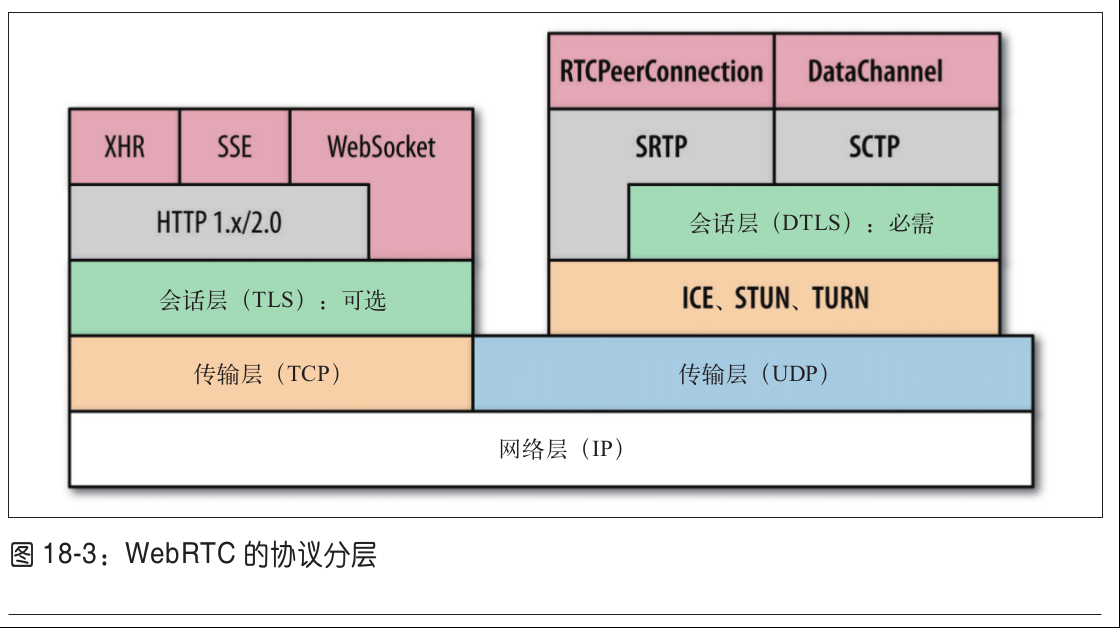 RTCPeerConnection DataChannel
XHR SSE WebSocket SRTP SCTP
HTTP 1.x/2.0 会话层（DTLS）：必需
会话层（TLS）：可选 ICE、STUN、TURN
传输层（TCP） 传输层（UDP）
网络层（IP）
图 18-3：WebRTC 的协议分层